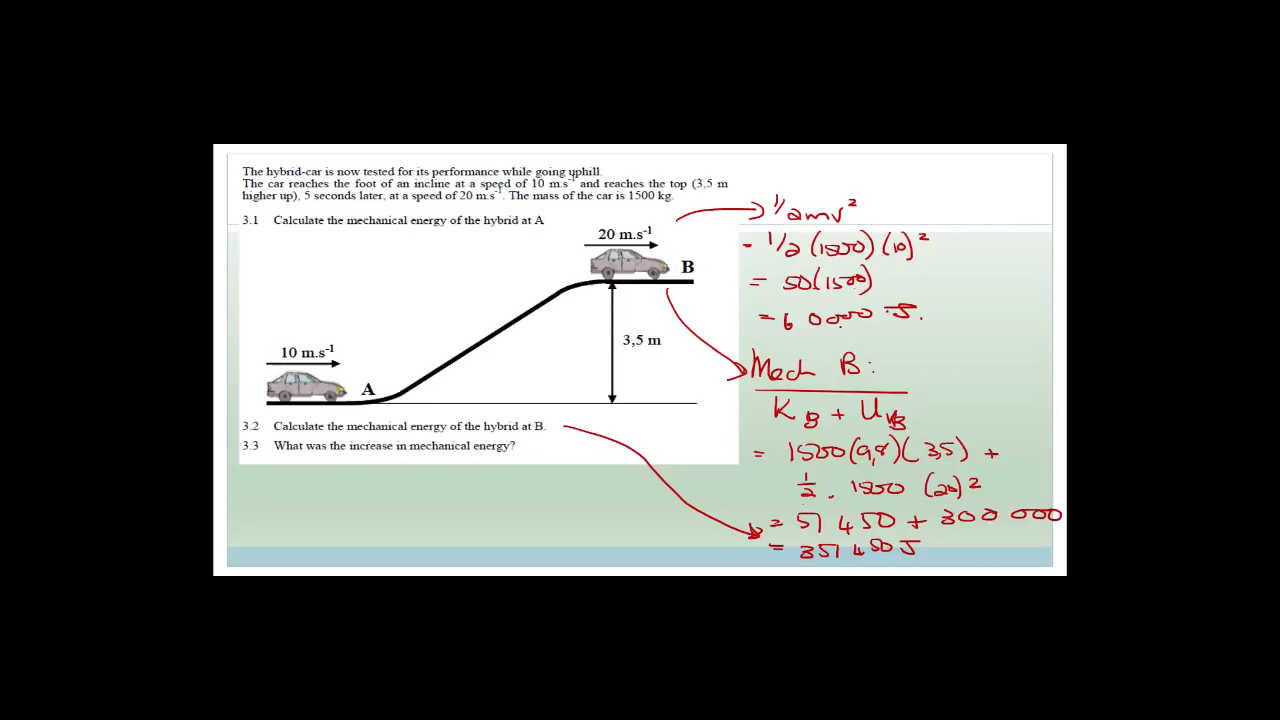 The hybrid-car is now tested for its performance while going uphill.
The car reaches the foot of an incline at a speed of 10 m.s⁻¹ and reaches the top (3,5 m
higher up), 5 seconds later, at a speed of 20 m.s⁻¹. The mass of the car is 1500 kg.
3.1 Calculate the mechanical energy of the hybrid at A
20 m.s⁻¹
B
3,5 m
10 m.s⁻¹
A
3.2 Calculate the mechanical energy of the hybrid at B.
3.3 What was the increase in mechanical energy?
1/2mv²
= 1/2 (1500) (10)²
= 50(1500)
= 60000 J.
Mech B:
K_B + U_B
= 1500(9,8)(3,5) +
1/2 . 1500 (20)²
= 51 450 + 300 000
= 351 450 J